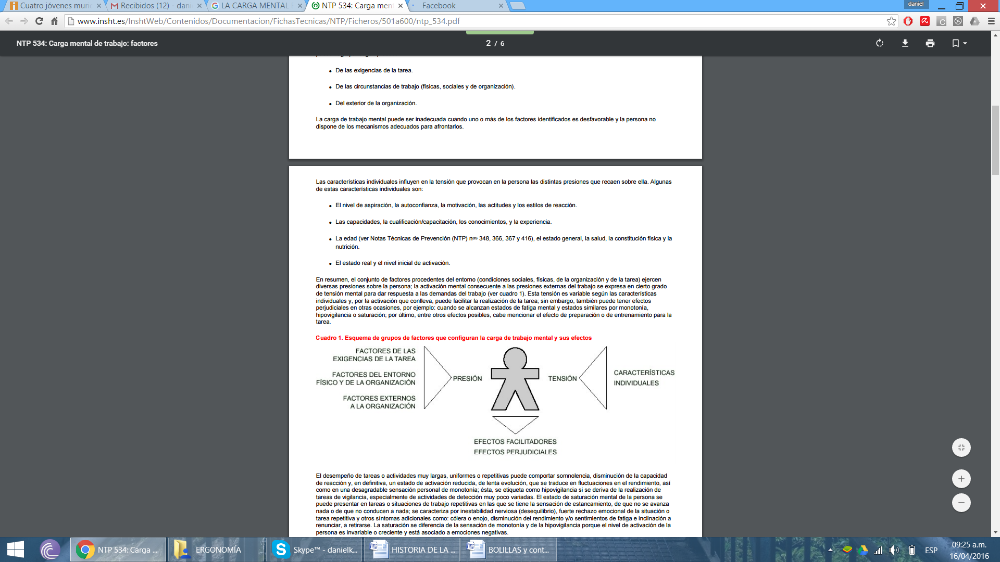 Cuatro jóvenes murie
Recibidos (12) - dani
LA CARGA MENTAL
NTP 534: Carga men
Facebook
daniel
www.insht.es/InshtWeb/Contenidos/Documentacion/FichasTecnicas/NTP/Ficheros/501a600/ntp_534.pdf
NTP 534: Carga mental de trabajo: factores
2 / 6
• De las exigencias de la tarea.
• De las circunstancias de trabajo (físicas, sociales y de organización).
• Del exterior de la organización.
La carga de trabajo mental puede ser inadecuada cuando uno o más de los factores identificados es desfavorable y la persona no
dispone de los mecanismos adecuados para afrontarlos.
Las características individuales influyen en la tensión que provocan en la persona las distintas presiones que recaen sobre ella. Algunas
de estas características individuales son:
• El nivel de aspiración, la autoconfianza, la motivación, las actitudes y los estilos de reacción.
• Las capacidades, la cualificación/capacitación, los conocimientos, y la experiencia.
• La edad (ver Notas Técnicas de Prevención (NTP) nos 348, 366, 367 y 416), el estado general, la salud, la constitución física y la
nutrición.
• El estado real y el nivel inicial de activación.
En resumen, el conjunto de factores procedentes del entorno (condiciones sociales, físicas, de la organización y de la tarea) ejercen
diversas presiones sobre la persona; la activación mental consecuente a las presiones externas del trabajo se expresa en cierto grado
de tensión mental para dar respuesta a las demandas del trabajo (ver cuadro 1). Esta tensión es variable según las características
individuales y, por la activación que conlleva, puede facilitar la realización de la tarea; sin embargo, también puede tener efectos
perjudiciales en otras ocasiones, por ejemplo: cuando se alcanzan estados de fatiga mental y estados similares por monotonía,
hipovigilancia o saturación; por último, entre otros efectos posibles, cabe mencionar el efecto de preparación o de entrenamiento para la
tarea.
Cuadro 1. Esquema de grupos de factores que configuran la carga de trabajo mental y sus efectos
FACTORES DE LAS
EXIGENCIAS DE LA TAREA
FACTORES DEL ENTORNO
FÍSICO Y DE LA ORGANIZACIÓN
FACTORES EXTERNOS
A LA ORGANIZACIÓN
PRESIÓN
TENSIÓN
CARACTERÍSTICAS
INDIVIDUALES
EFECTOS FACILITADORES
EFECTOS PERJUDICIALES
El desempeño de tareas o actividades muy largas, uniformes o repetitivas puede comportar somnolencia, disminución de la capacidad
de reacción y, en definitiva, un estado de activación reducida, de lenta evolución, que se traduce en fluctuaciones en el rendimiento, así
como en una desagradable sensación personal de monotonía; ésta, se etiqueta como hipovigilancia si se deriva de la realización de
tareas de vigilancia, especialmente de actividades de detección muy poco variadas. El estado de saturación mental de la persona se
puede presentar en tareas o situaciones de trabajo repetitivas en las que se tiene la sensación de estancamiento, de que no se avanza
nada o de que no conducen a nada; se caracteriza por inestabilidad nerviosa (desequilibrio), fuerte rechazo emocional de la situación o
tarea repetitiva y otros síntomas adicionales como: cólera o enojo, disminución del rendimiento y/o sentimientos de fatiga e inclinación a
renunciar, a retirarse. La saturación se diferencia de la sensación de monotonía y de la hipovigilancia porque el nivel de activación de la
persona es invariable o creciente y está asociado a emociones negativas.
NTP 534: Carga ...
ERGONOMÍA
Skype™ - danielk...
HISTORIA DE LA ...
BOLILLAS y cont...
ESP
09:25 a.m.
16/04/2016